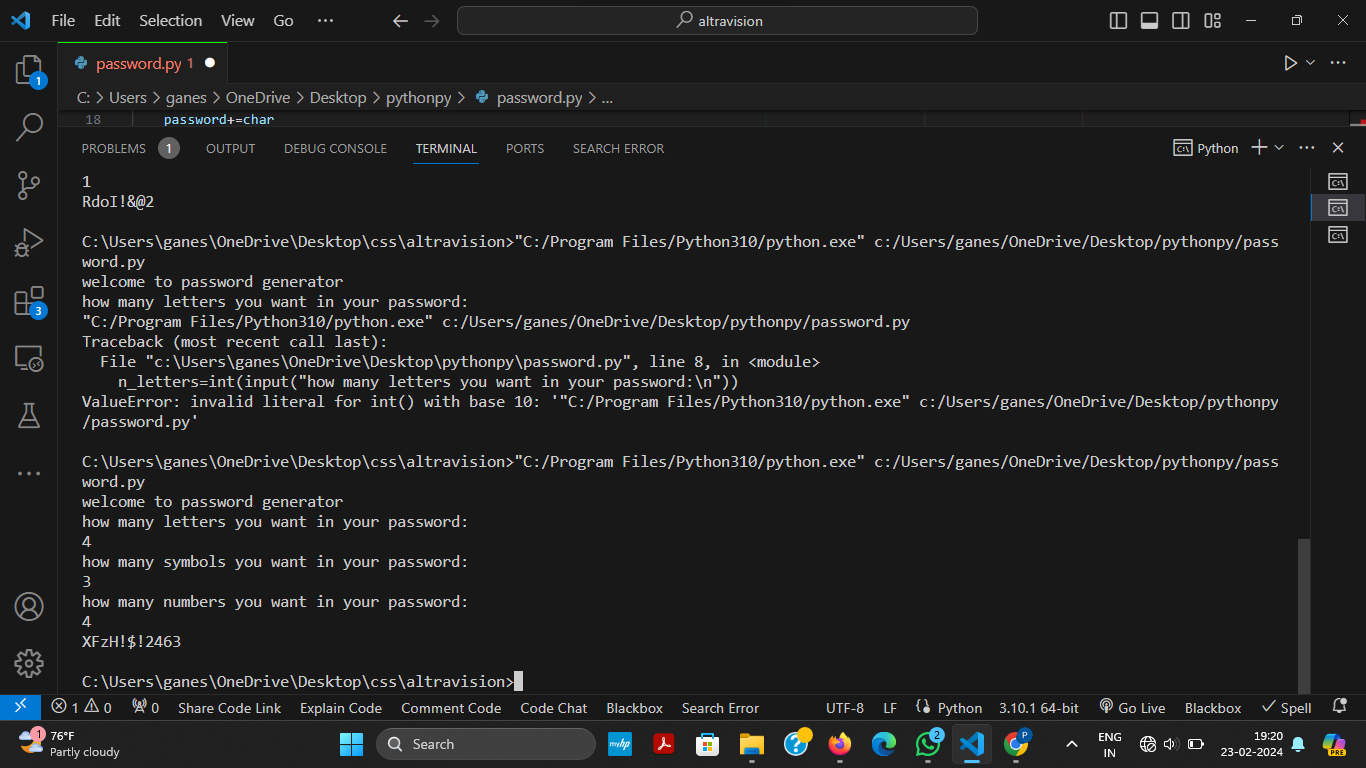 File Edit Selection View Go ··· altravision
password.py 1
C: > Users > ganes > OneDrive > Desktop > pythonpy > password.py > ...
18 password+=char
PROBLEMS 1 OUTPUT DEBUG CONSOLE TERMINAL PORTS SEARCH ERROR Python
1
RdoI!&@2
C:\Users\ganes\OneDrive\Desktop\css\altravision>"C:/Program Files/Python310/python.exe" c:/Users/ganes/OneDrive/Desktop/pythonpy/pass
word.py
welcome to password generator
how many letters you want in your password:
"C:/Program Files/Python310/python.exe" c:/Users/ganes/OneDrive/Desktop/pythonpy/password.py
Traceback (most recent call last):
File "c:\Users\ganes\OneDrive\Desktop\pythonpy\password.py", line 8, in <module>
n_letters=int(input("how many letters you want in your password:\n"))
ValueError: invalid literal for int() with base 10: '"C:/Program Files/Python310/python.exe" c:/Users/ganes/OneDrive/Desktop/pythonpy
/password.py'
C:\Users\ganes\OneDrive\Desktop\css\altravision>"C:/Program Files/Python310/python.exe" c:/Users/ganes/OneDrive/Desktop/pythonpy/pass
word.py
welcome to password generator
how many letters you want in your password:
4
how many symbols you want in your password:
3
how many numbers you want in your password:
4
XFzH!$!2463
C:\Users\ganes\OneDrive\Desktop\css\altravision>
1
3
1 0 0 Share Code Link Explain Code Comment Code Code Chat Blackbox Search Error UTF-8 LF Python 3.10.1 64-bit Go Live Blackbox Spell
1 76°F
Partly cloudy
Search
myhp
2
P
ENG
IN
19:20
23-02-2024
PRE